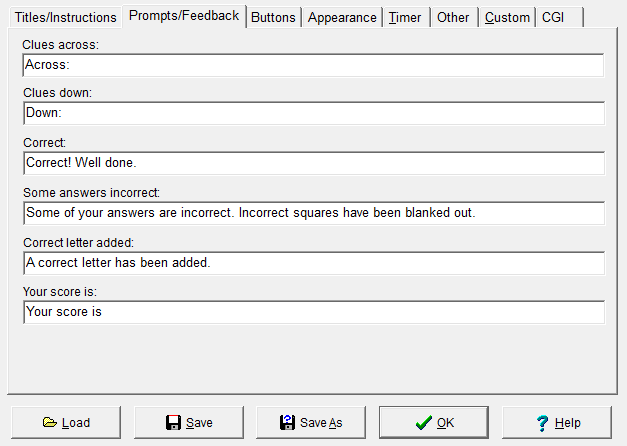 Titles/Instructions Prompts/Feedback Buttons Appearance Timer Other Custom CGI
Clues across:
Across:
Clues down:
Down:
Correct:
Correct! Well done.
Some answers incorrect:
Some of your answers are incorrect. Incorrect squares have been blanked out.
Correct letter added:
A correct letter has been added.
Your score is:
Your score is
Load Save Save As OK Help